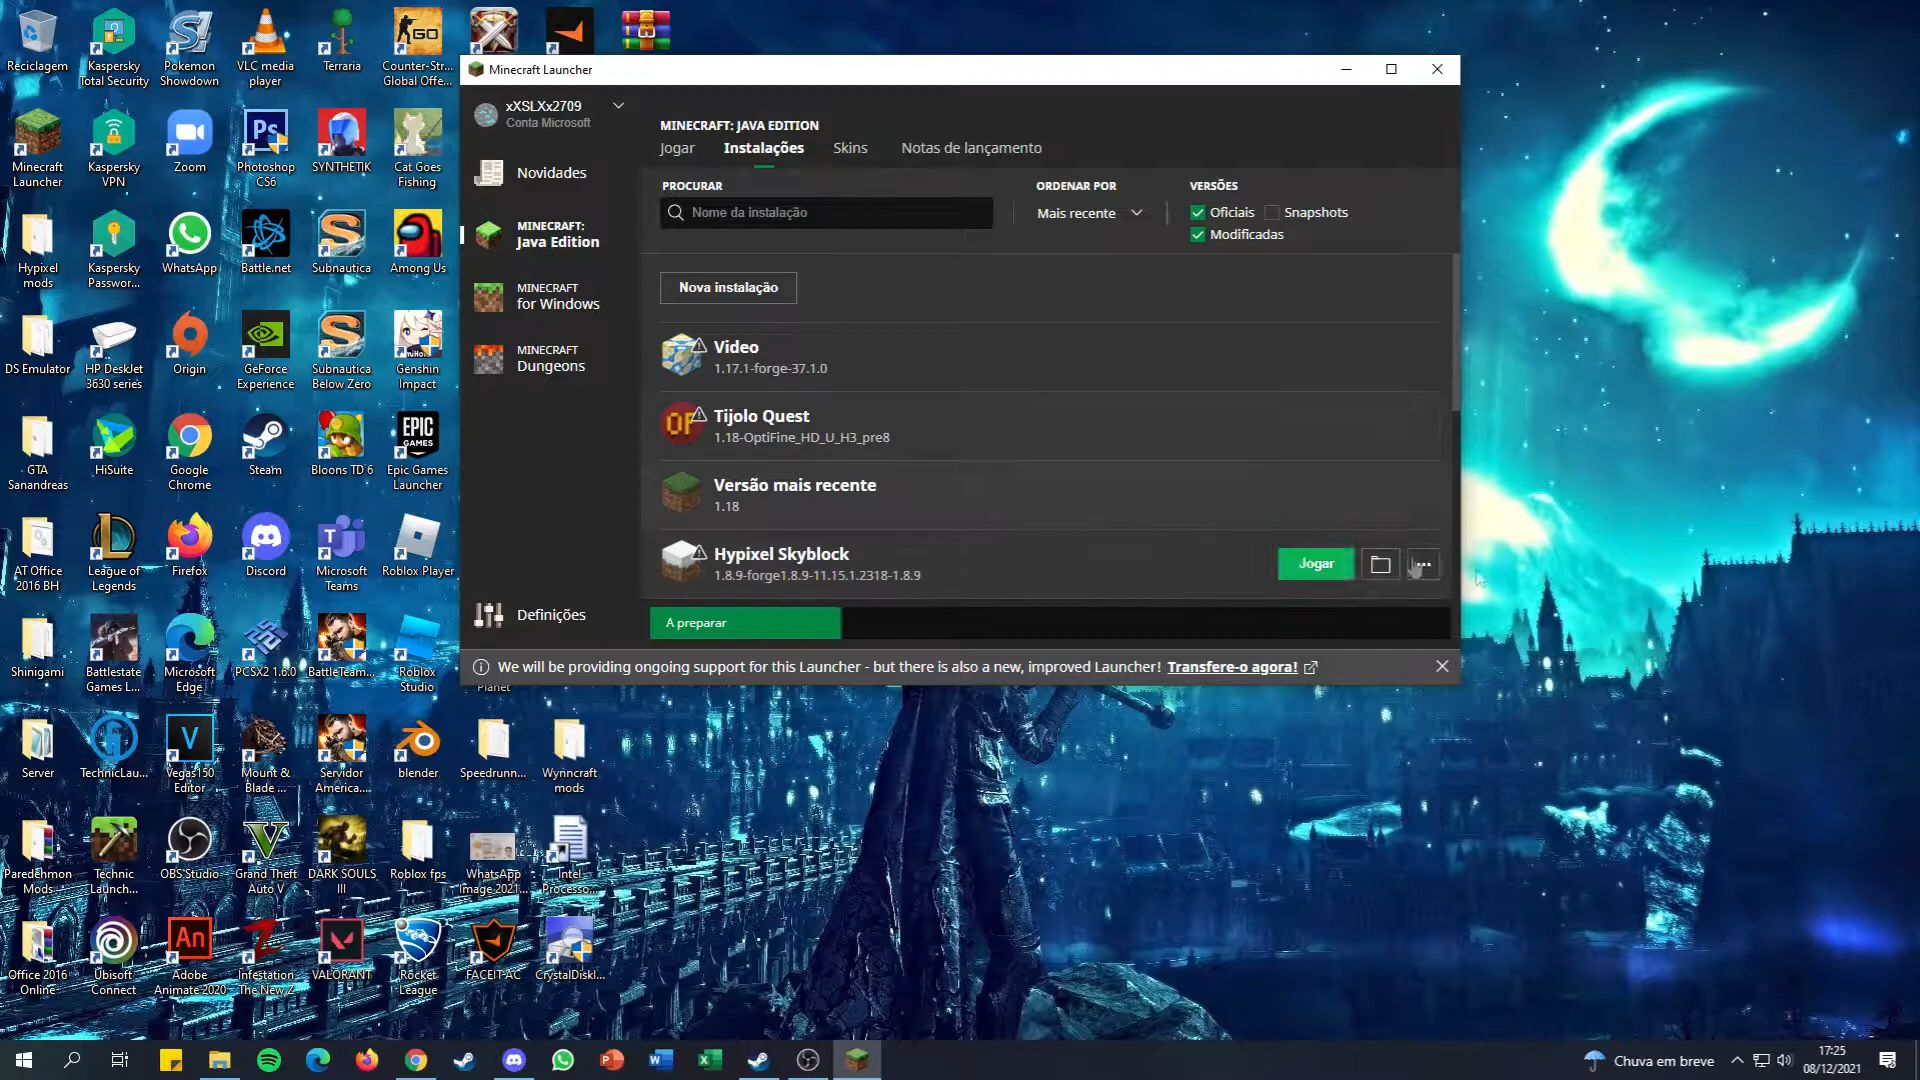 Reciclagem
Kaspersky
Total Security
Pokemon
Showdown
VLC media
player
Terraria
Counter-Str...
Global Offe...
Minecraft
Launcher
Kaspersky
VPN
Zoom
Photoshop
CS6
SYNTHETIK
Cat Goes
Fishing
Hypixel
mods
Kaspersky
Passwor...
WhatsApp
Battle.net
Subnautica
Among Us
DS Emulator
HP DeskJet
3630 series
Origin
GeForce
Experience
Subnautica
Below Zero
Genshin
Impact
GTA
Sanandreas
HiSuite
Google
Chrome
Steam
Bloons TD 6
Epic Games
Launcher
AT Office
2016 BH
League of
Legends
Firefox
Discord
Microsoft
Teams
Roblox Player
Shinigami
Battlestate
Games L...
Microsoft
Edge
PCSX2 1.6.0
BattleTeam...
Roblox
Studio
Planet
Server
TechnicLau...
Vegas150
Editor
Mount &
Blade ...
Servidor
America....
blender
Speedrunn...
Wynncraft
mods
Paredenmon
Mods
Technic
Launch...
OBS Studio
Grand Theft
Auto V
DARK SOULS
III
Roblox fps
WhatsApp
Image 2021...
Intel
Processo...
Office 2016
Online
Ubisoft
Connect
Adobe
Animate 2020
Infestation
The New Z
VALORANT
Rocket
League
FACEIT AC
CrystalDiskI...
Minecraft Launcher
xXSLXx2709
Conta Microsoft
Novidades
MINECRAFT:
Java Edition
MINECRAFT
for Windows
MINECRAFT
Dungeons
Definições
MINECRAFT: JAVA EDITION
Jogar Instalações Skins Notas de lançamento
PROCURAR ORDENAR POR VERSÕES
Nome da instalação Mais recente Oficiais Snapshots
Modificadas
Nova instalação
Video
1.17.1-forge-37.1.0
Tijolo Quest
1.18-OptiFine_HD_U_H3_pre8
Versão mais recente
1.18
Hypixel Skyblock
1.8.9-forge1.8.9-11.15.1.2318-1.8.9
Jogar
A preparar
We will be providing ongoing support for this Launcher - but there is also a new, improved Launcher! Transfere-o agora!
Chuva em breve
17:25
08/12/2021